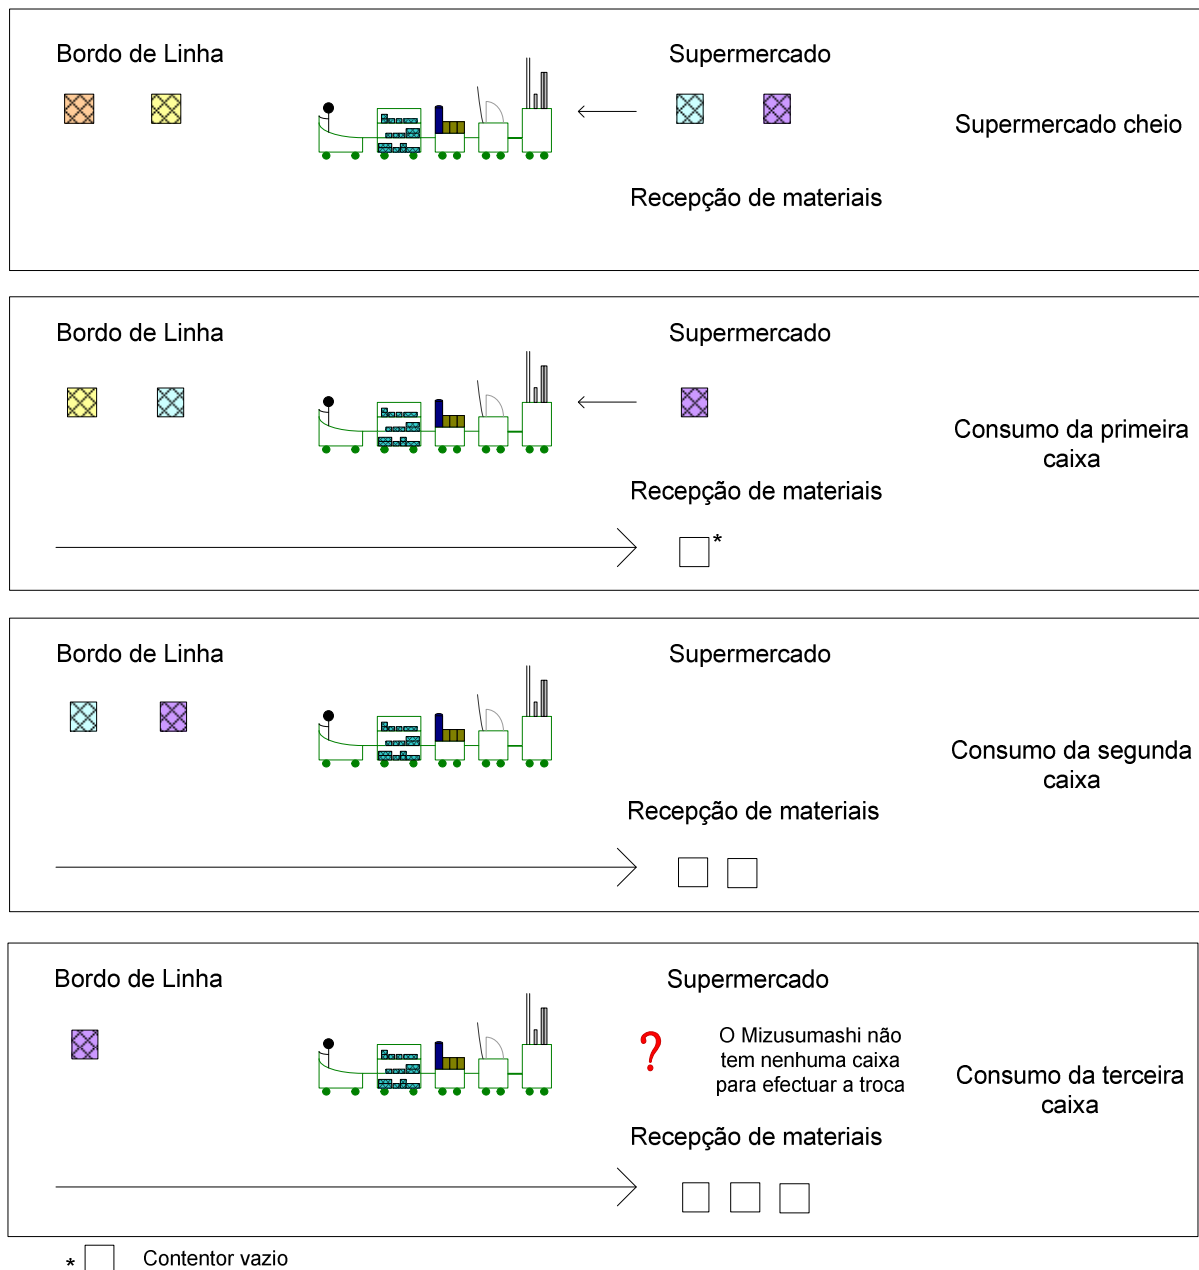 Bordo de Linha
Supermercado
Supermercado cheio
Recepção de materiais
Bordo de Linha
Supermercado
Consumo da primeira
caixa
Recepção de materiais
*
Bordo de Linha
Supermercado
Consumo da segunda
caixa
Recepção de materiais
Bordo de Linha
Supermercado
?
O Mizusumashi não
tem nenhuma caixa
para efectuar a troca
Consumo da terceira
caixa
Recepção de materiais
* Contentor vazio